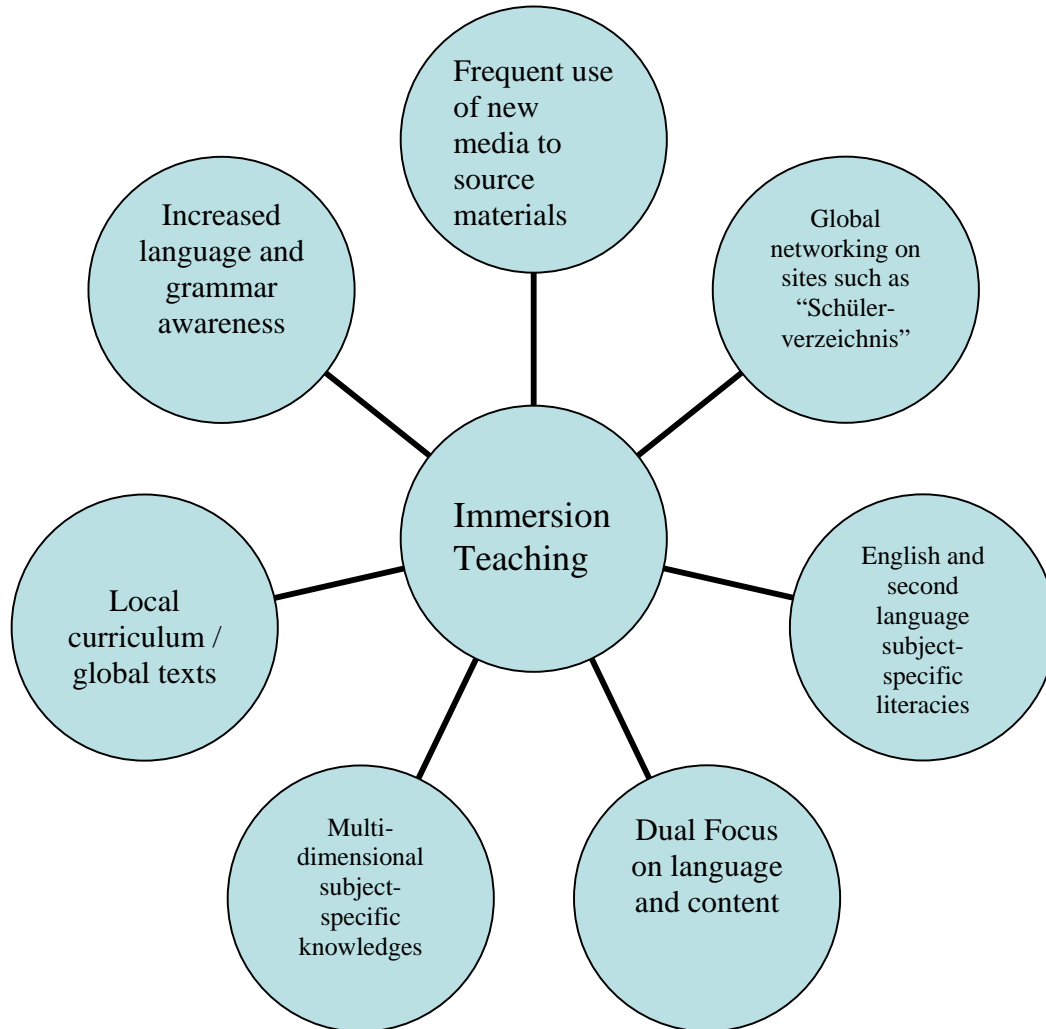 Frequent use
of new
media to
source
materials
Global
networking on
sites such as
“Schüler-
verzeichnis”
English and
second
language
subject-
specific
literacies
Dual Focus
on language
and content
Multi-
dimensional
subject-
specific
knowledges
Local
curriculum /
global texts
Increased
language and
grammar
awareness
Immersion
Teaching